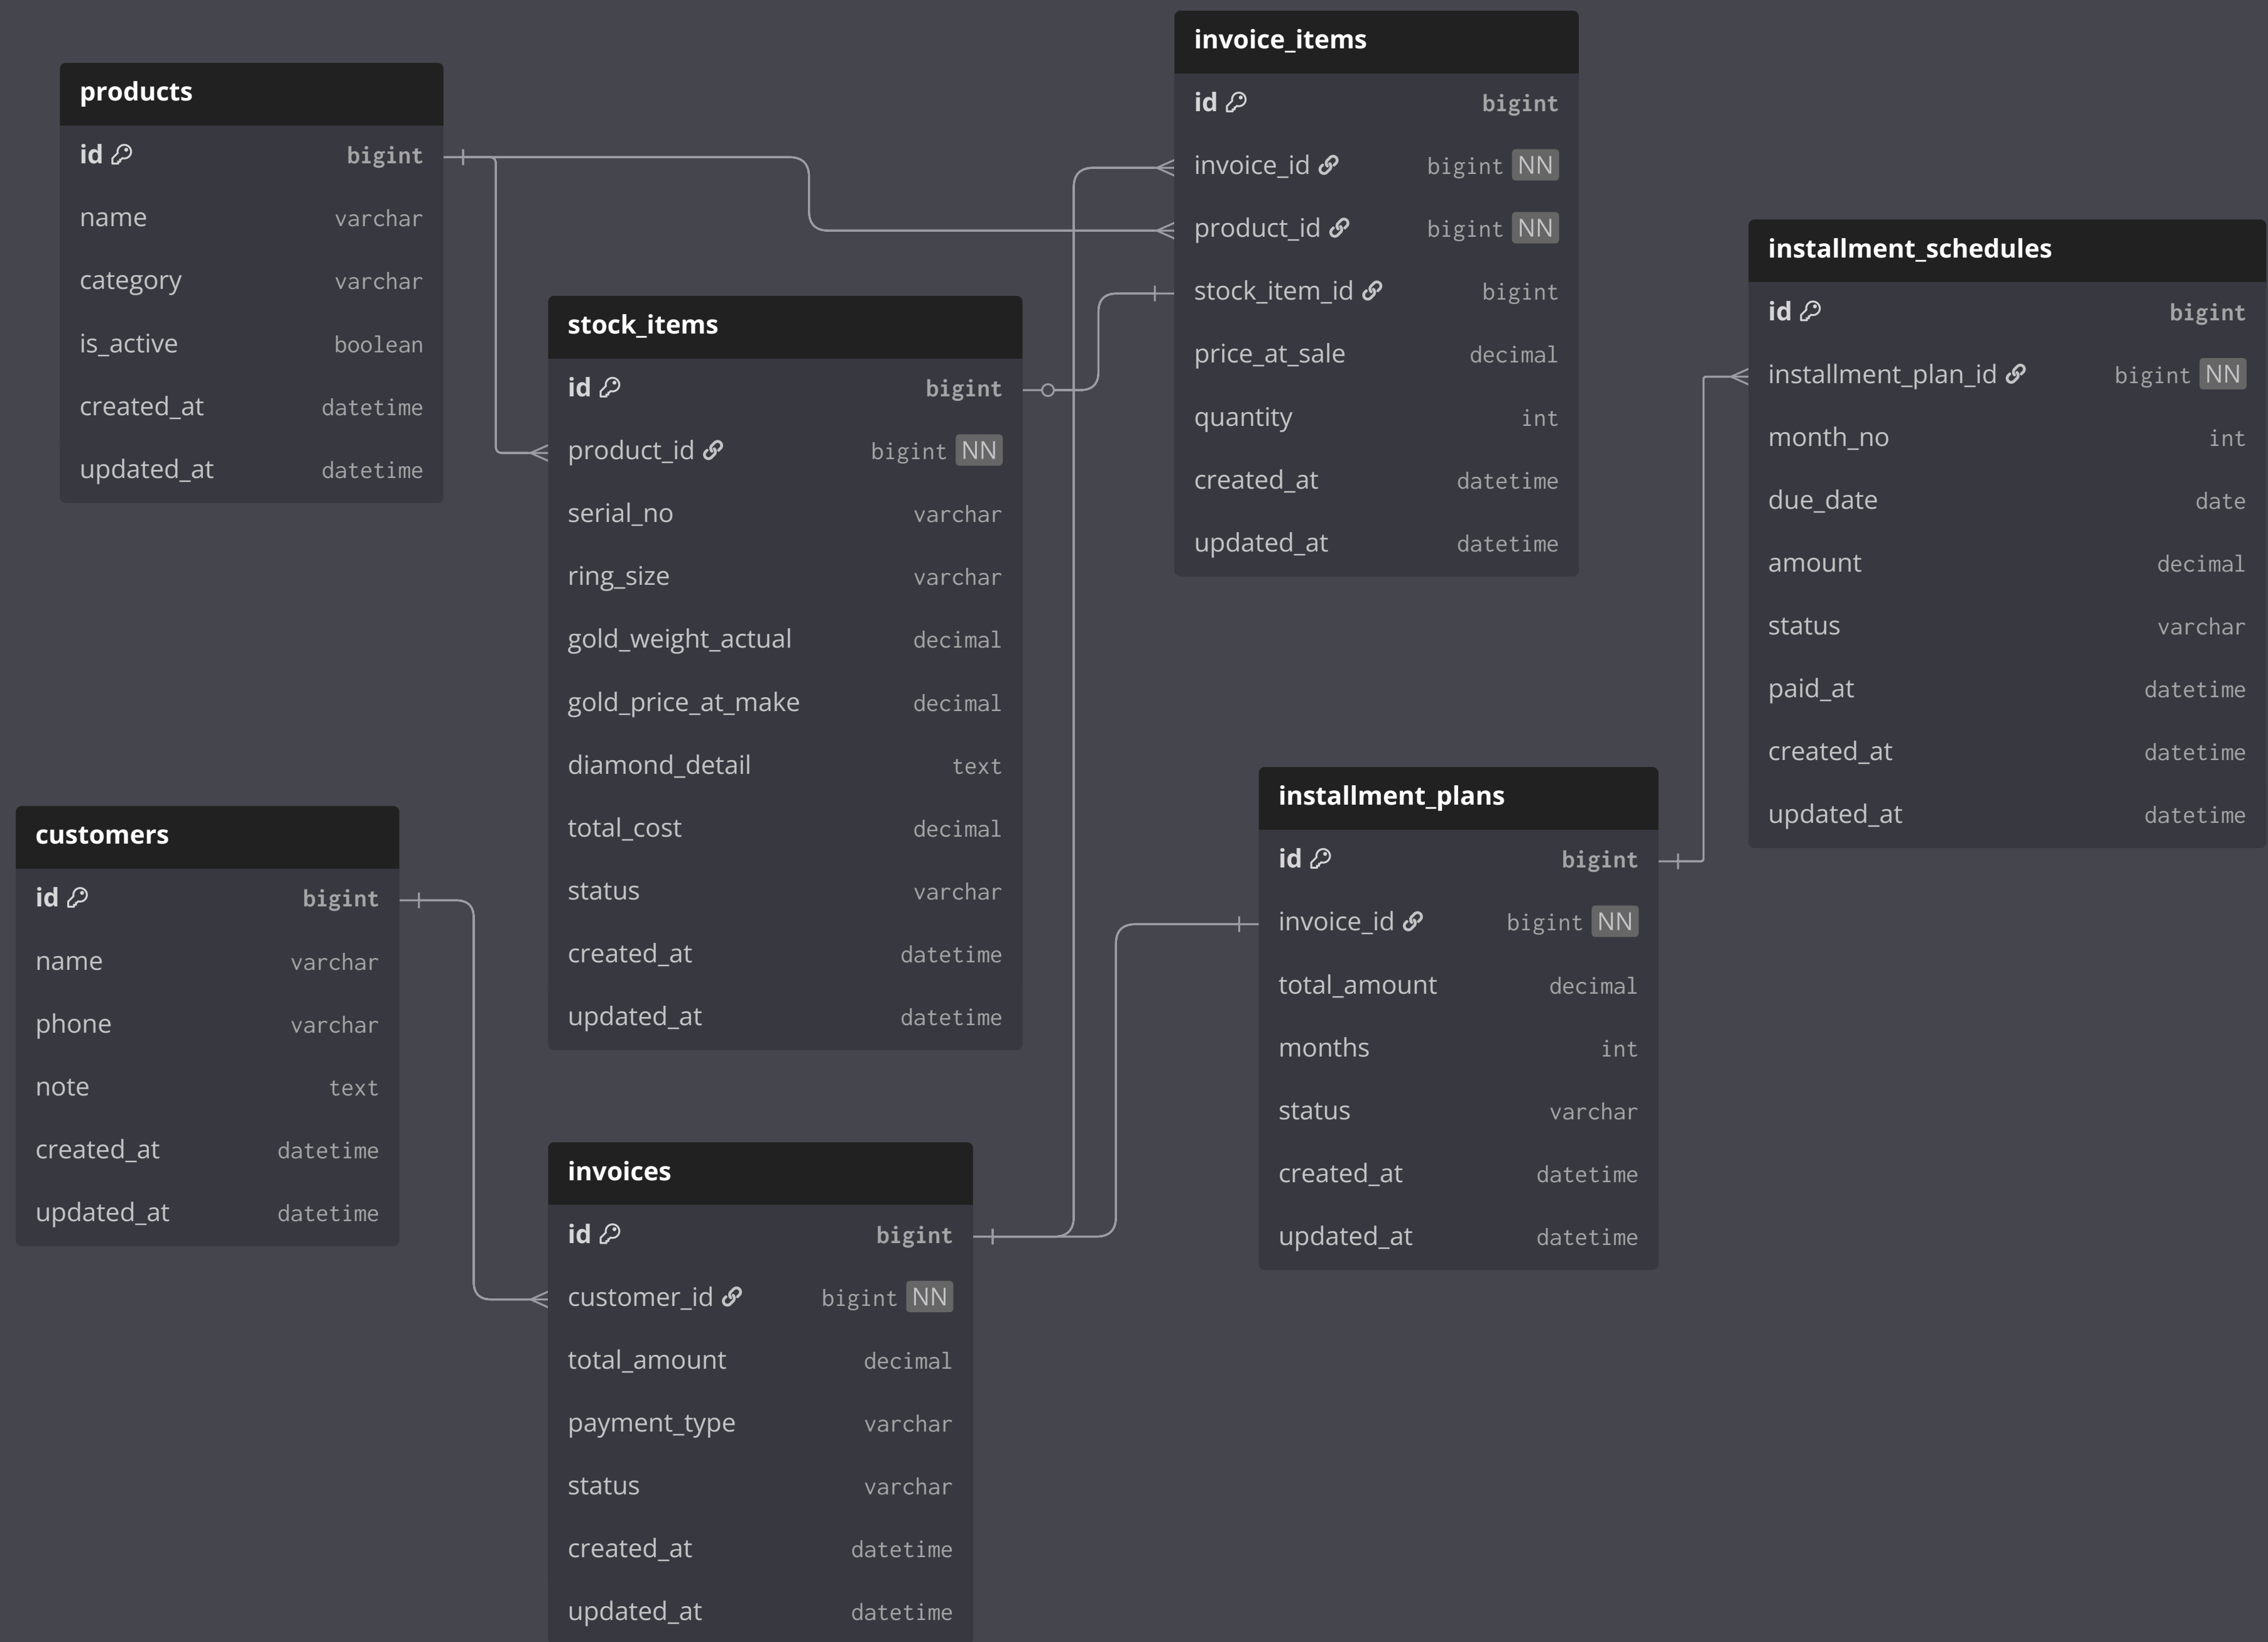 products
id bigint
name varchar
category varchar
is_active boolean
created_at datetime
updated_at datetime
customers
id bigint
name varchar
phone varchar
note text
created_at datetime
updated_at datetime
stock_items
id bigint
product_id bigint NN
serial_no varchar
ring_size varchar
gold_weight_actual decimal
gold_price_at_make decimal
diamond_detail text
total_cost decimal
status varchar
created_at datetime
updated_at datetime
invoices
id bigint
customer_id bigint NN
total_amount decimal
payment_type varchar
status varchar
created_at datetime
updated_at datetime
invoice_items
id bigint
invoice_id bigint NN
product_id bigint NN
stock_item_id bigint
price_at_sale decimal
quantity int
created_at datetime
updated_at datetime
installment_plans
id bigint
invoice_id bigint NN
total_amount decimal
months int
status varchar
created_at datetime
updated_at datetime
installment_schedules
id bigint
installment_plan_id bigint NN
month_no int
due_date date
amount decimal
status varchar
paid_at datetime
created_at datetime
updated_at datetime